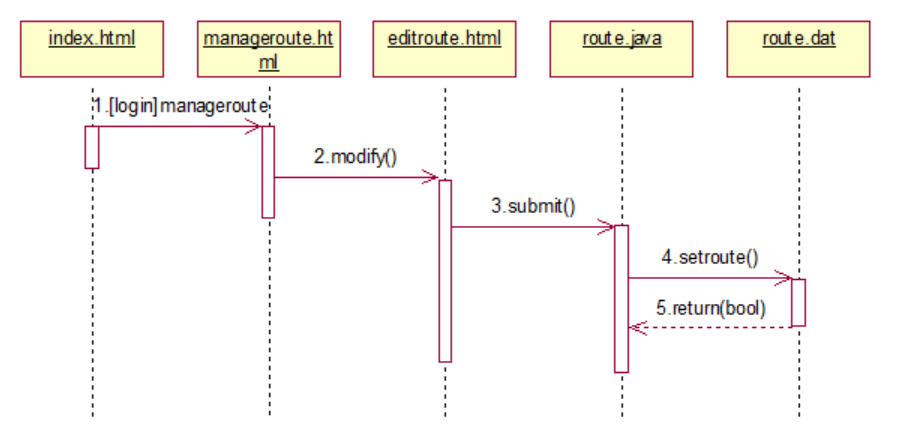 index.html
manageroute.ht
ml
editroute.html
route.java
route.dat
1.[login]manageroute
2.modify()
3.submit()
4.setroute()
5.return(bool)